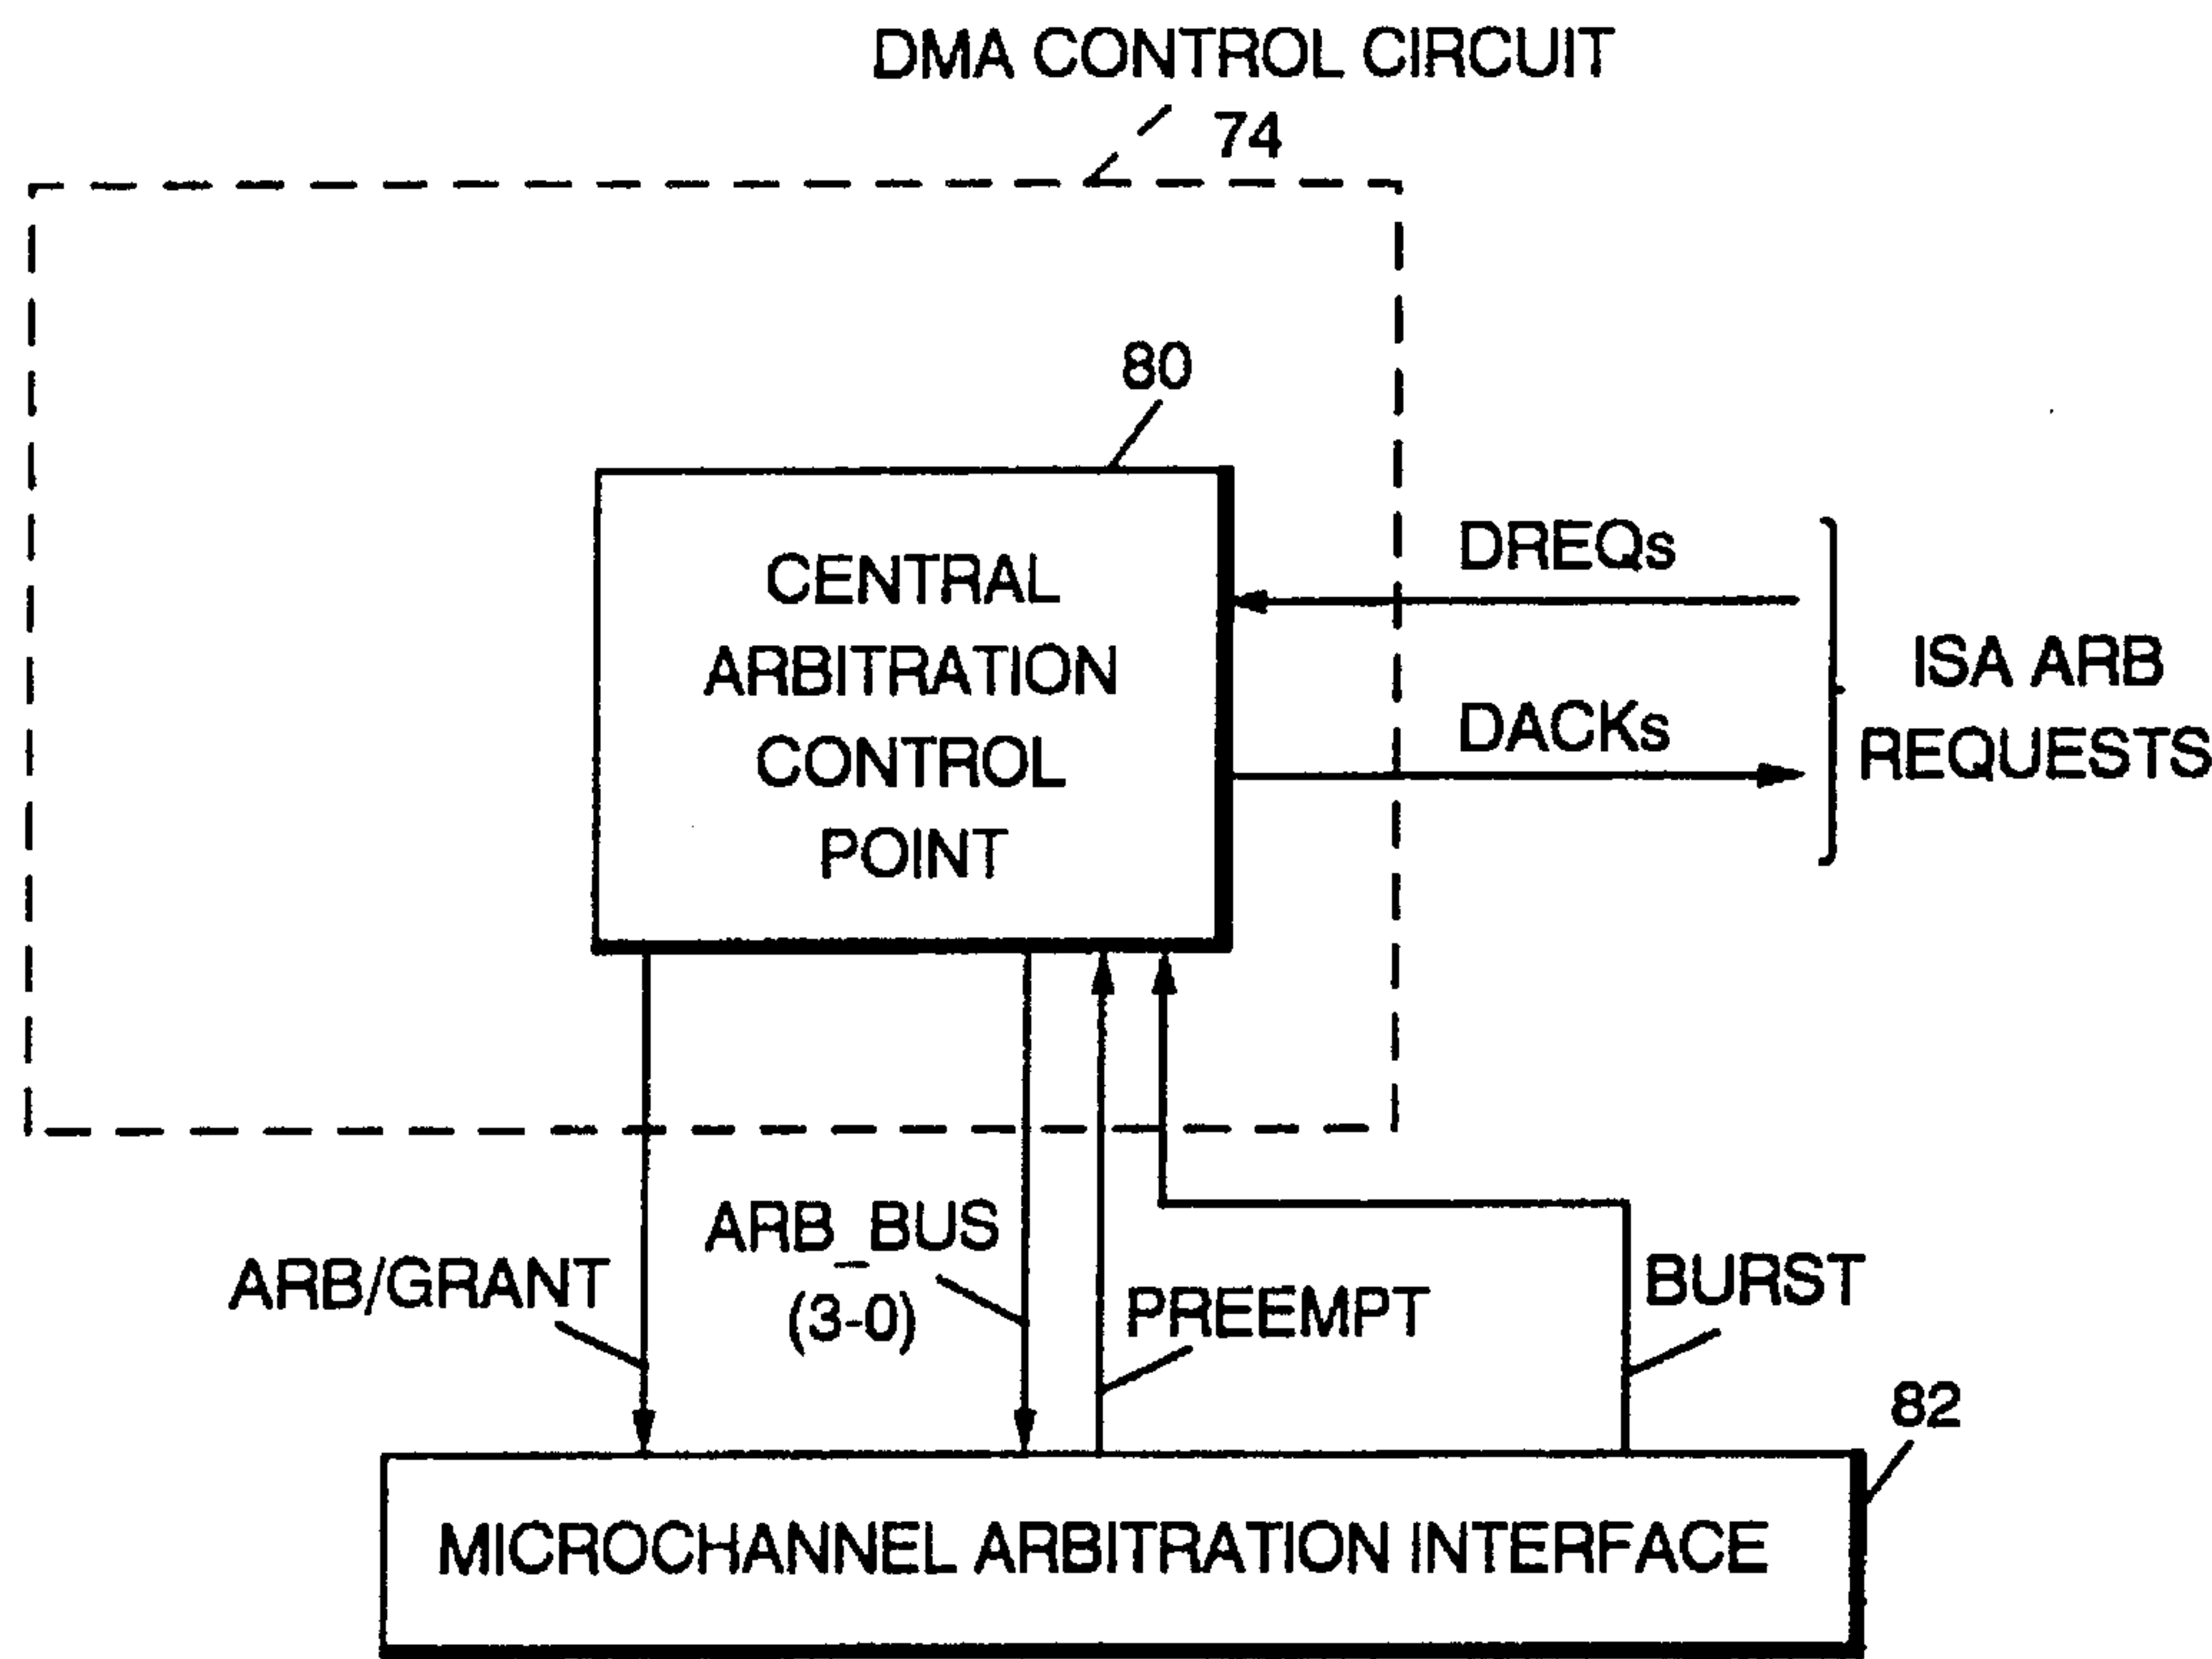 DMA CONTROL CIRCUIT
74
80
CENTRAL
ARBITRATION
CONTROL
POINT
DREQs
DACKs
ISA ARB
REQUESTS
ARB/GRANT
ARB_BUS
(3-0)
PREEMPT
BURST
82
MICROCHANNEL ARBITRATION INTERFACE